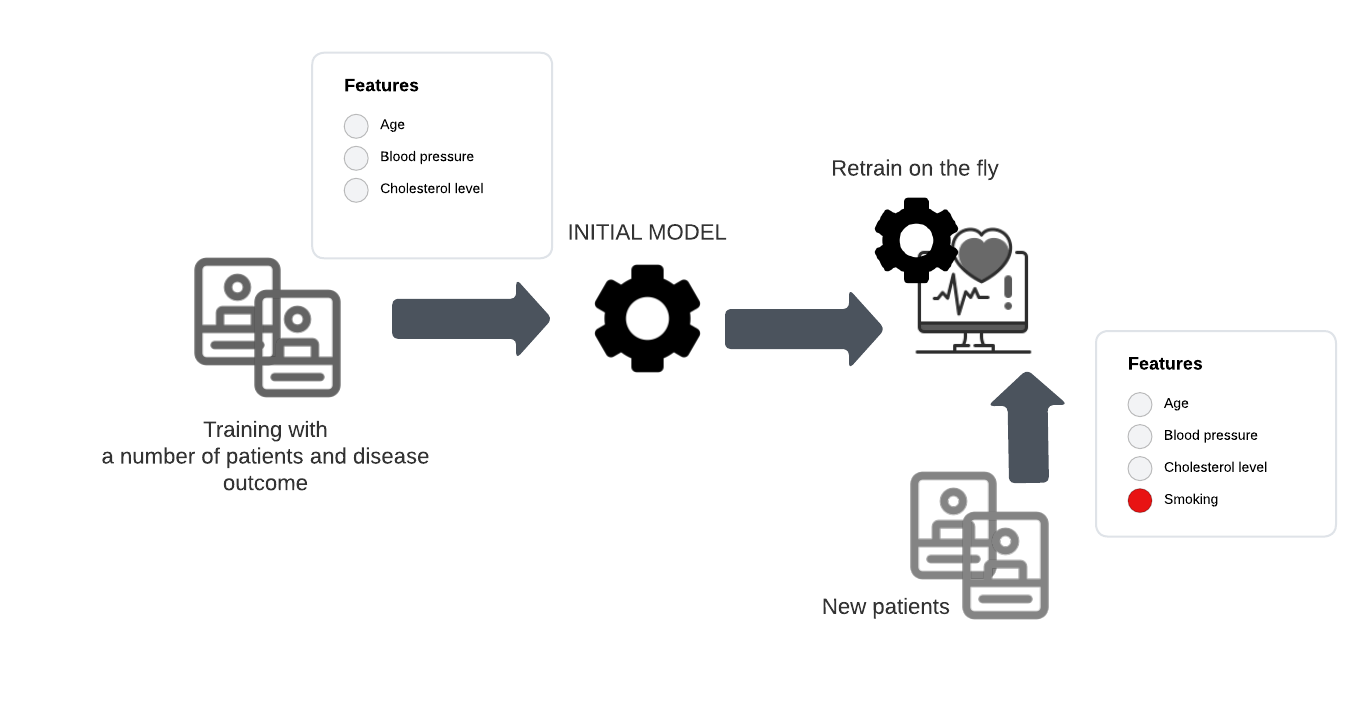 Features
Age
Blood pressure
Cholesterol level
INITIAL MODEL
Training with
a number of patients and disease
outcome
Retrain on the fly
New patients
Features
Age
Blood pressure
Cholesterol level
Smoking